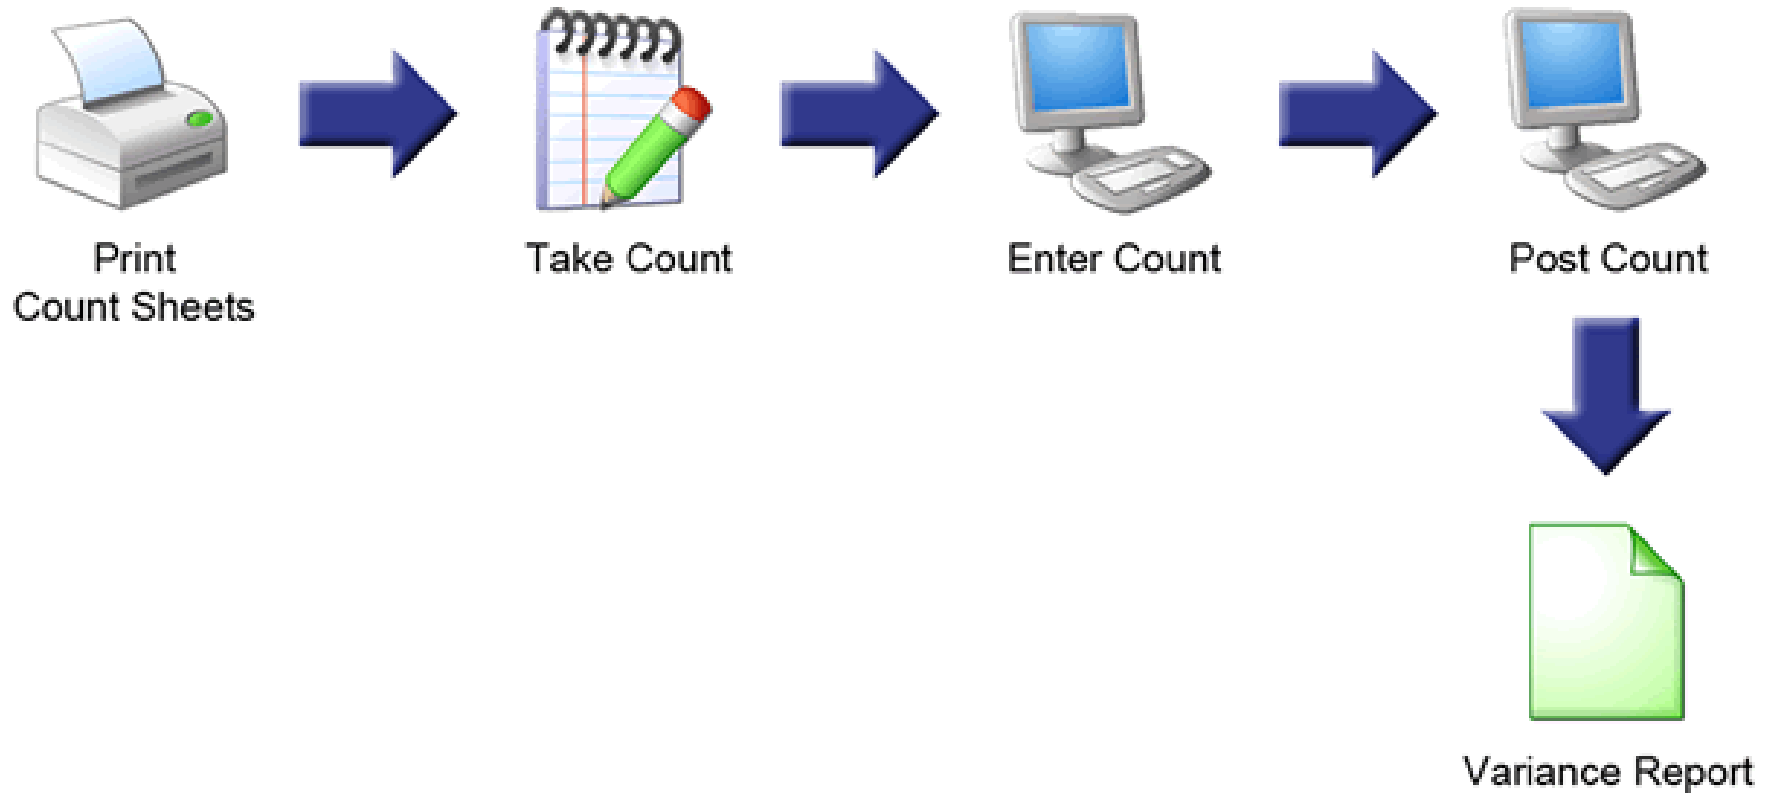 Print
Count Sheets
Take Count
Enter Count
Post Count
Variance Report